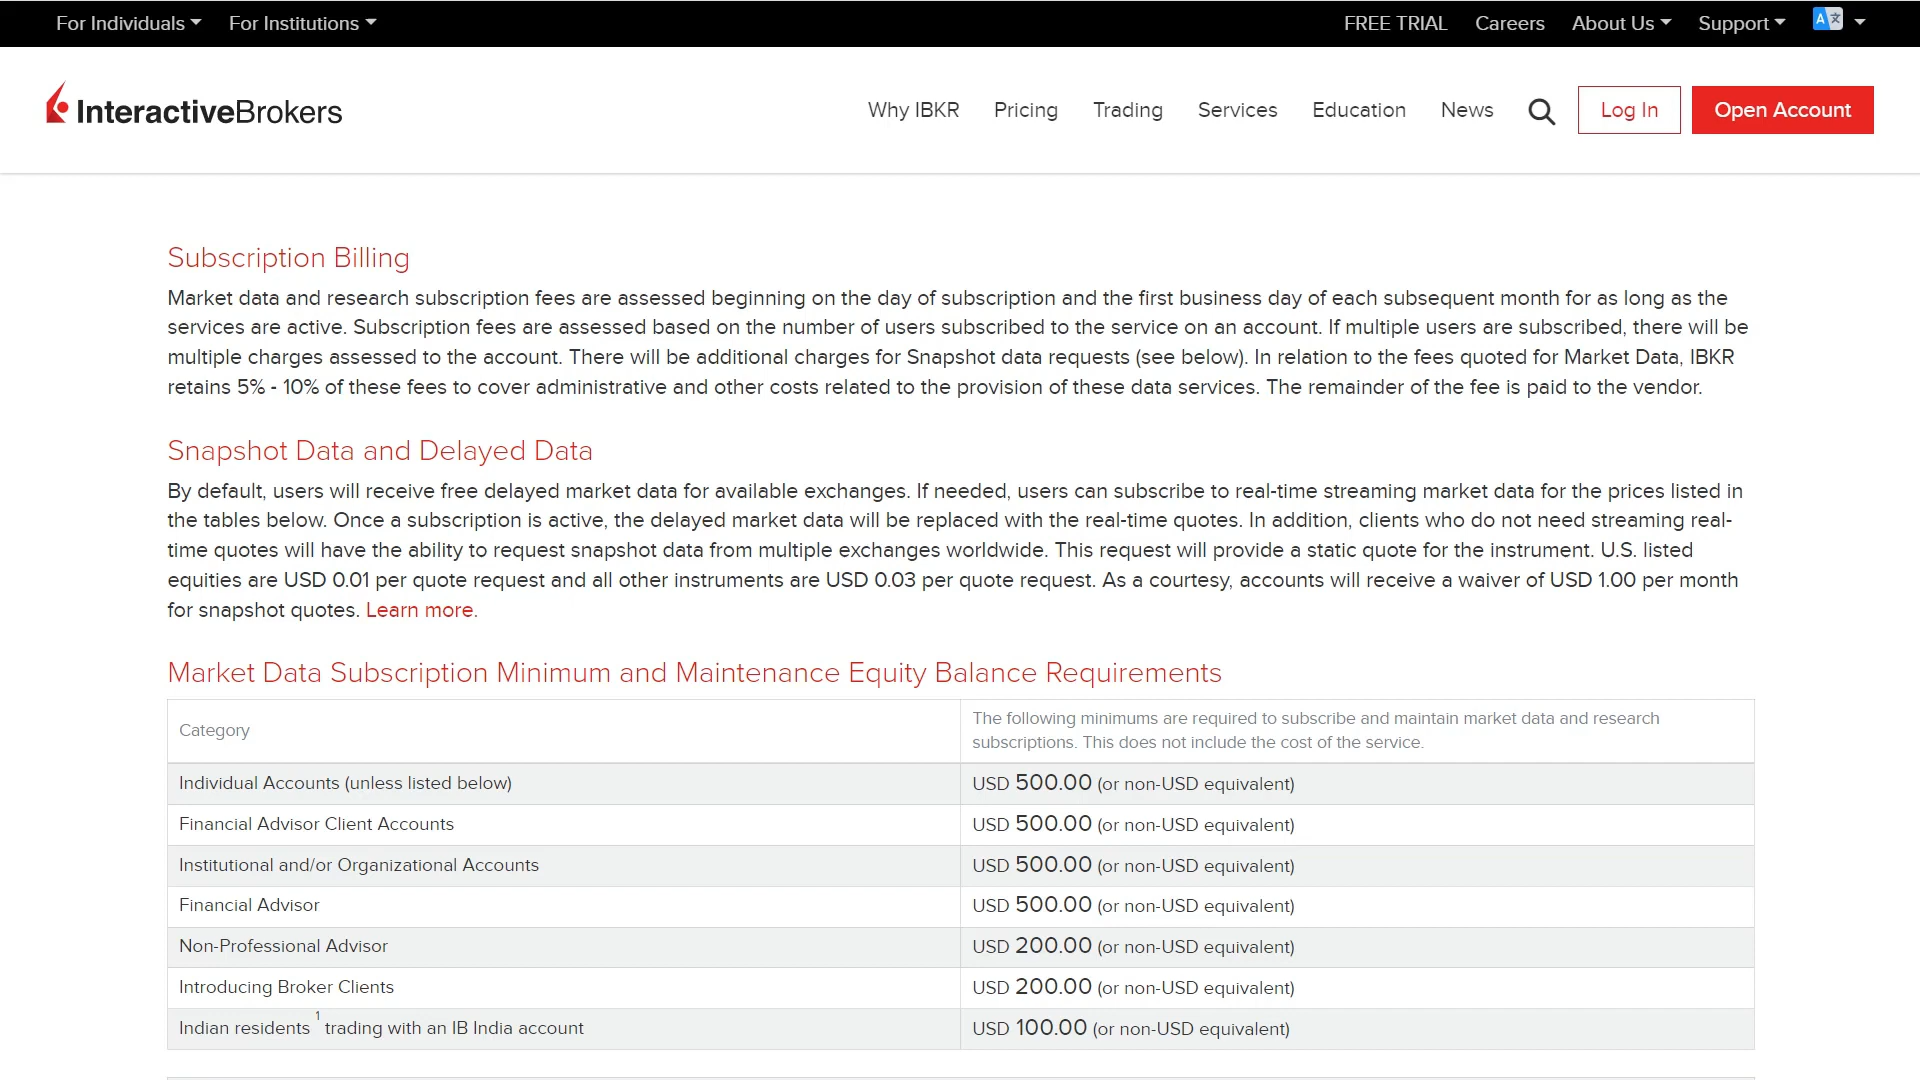 For Individuals For Institutions FREE TRIAL Careers About Us Support
InteractiveBrokers Why IBKR Pricing Trading Services Education News Log In Open Account
Subscription Billing
Market data and research subscription fees are assessed beginning on the day of subscription and the first business day of each subsequent month for as long as the
services are active. Subscription fees are assessed based on the number of users subscribed to the service on an account. If multiple users are subscribed, there will be
multiple charges assessed to the account. There will be additional charges for Snapshot data requests (see below). In relation to the fees quoted for Market Data, IBKR
retains 5% - 10% of these fees to cover administrative and other costs related to the provision of these data services. The remainder of the fee is paid to the vendor.
Snapshot Data and Delayed Data
By default, users will receive free delayed market data for available exchanges. If needed, users can subscribe to real-time streaming market data for the prices listed in
the tables below. Once a subscription is active, the delayed market data will be replaced with the real-time quotes. In addition, clients who do not need streaming real-
time quotes will have the ability to request snapshot data from multiple exchanges worldwide. This request will provide a static quote for the instrument. U.S. listed
equities are USD 0.01 per quote request and all other instruments are USD 0.03 per quote request. As a courtesy, accounts will receive a waiver of USD 1.00 per month
for snapshot quotes. Learn more.
Market Data Subscription Minimum and Maintenance Equity Balance Requirements
Category
The following minimums are required to subscribe and maintain market data and research
subscriptions. This does not include the cost of the service.
Individual Accounts (unless listed below) USD 500.00 (or non-USD equivalent)
Financial Advisor Client Accounts USD 500.00 (or non-USD equivalent)
Institutional and/or Organizational Accounts USD 500.00 (or non-USD equivalent)
Financial Advisor USD 500.00 (or non-USD equivalent)
Non-Professional Advisor USD 200.00 (or non-USD equivalent)
Introducing Broker Clients USD 200.00 (or non-USD equivalent)
Indian residents 1 trading with an IB India account USD 100.00 (or non-USD equivalent)